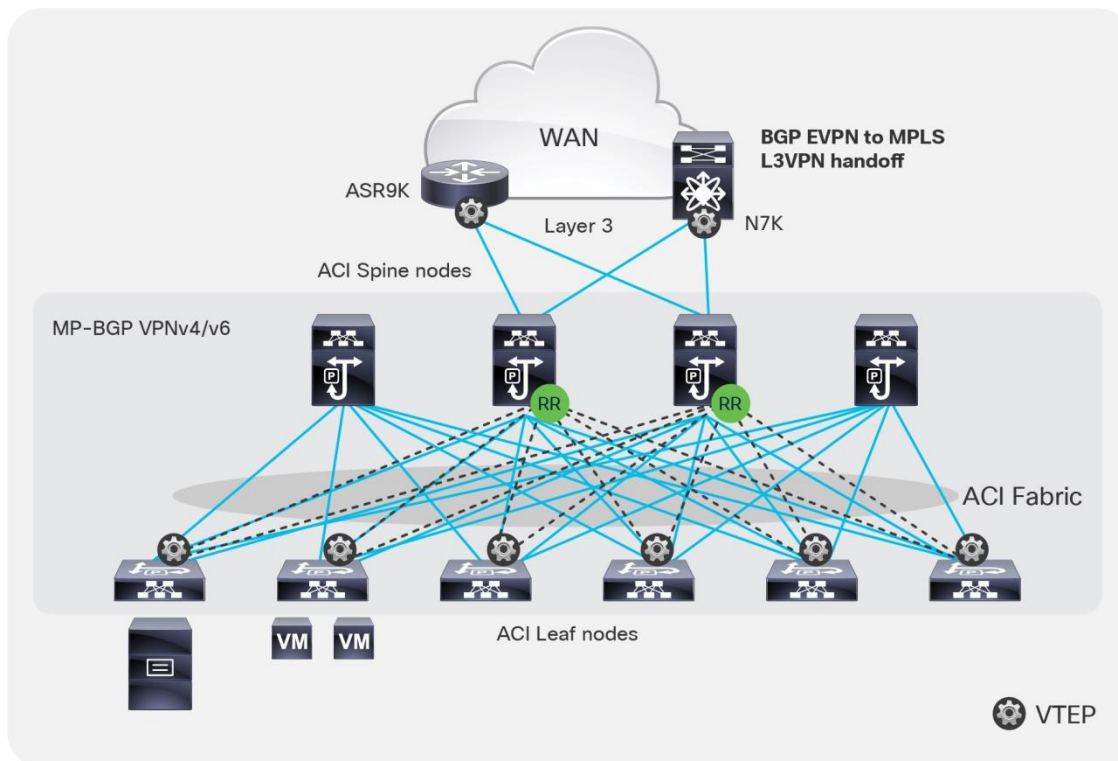 WAN
BGP EVPN to MPLS
L3VPN handoff
ASR9K
Layer 3
N7K
ACI Spine nodes
MP-BGP VPNv4/v6
P
P
P
P
RR
RR
ACI Fabric
P
P
P
P
P
P
ACI Leaf nodes
VM
VM
VTEP